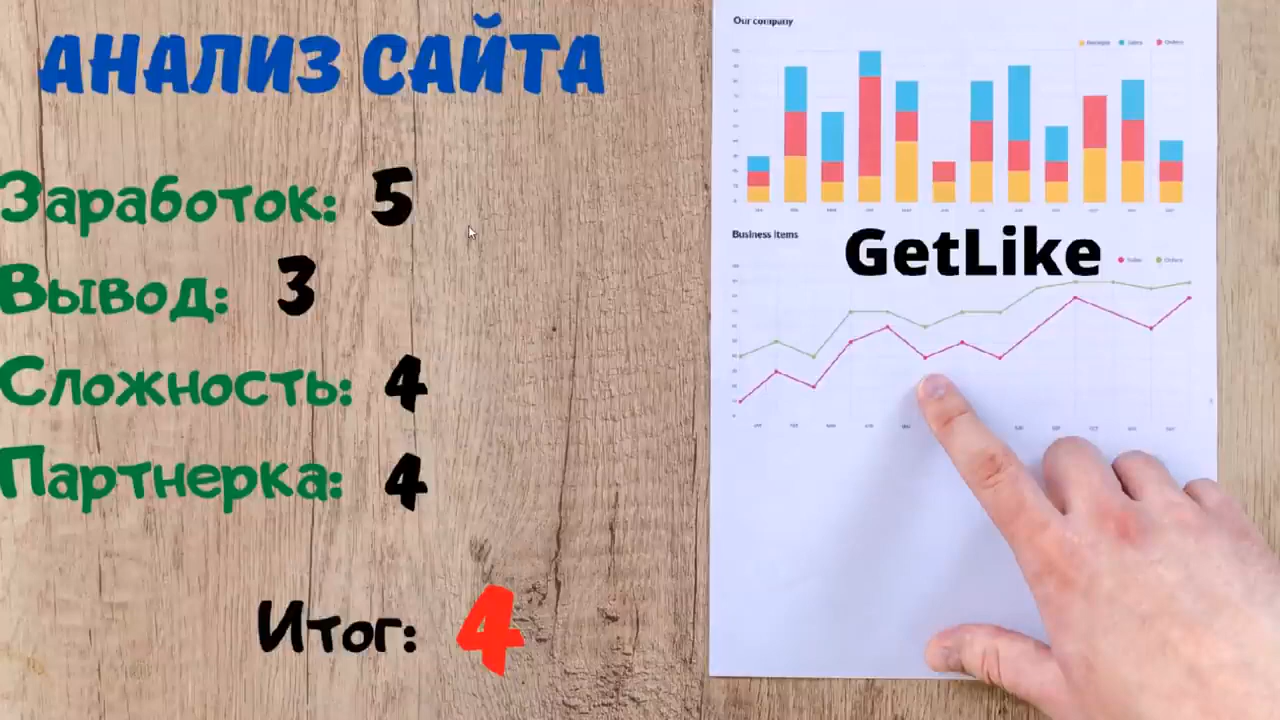 АНАЛИЗ САЙТА
Заработок: 5
Вывод: 3
Сложность: 4
Партнерка: 4
Итог: 4
Our company
Business items
GetLike